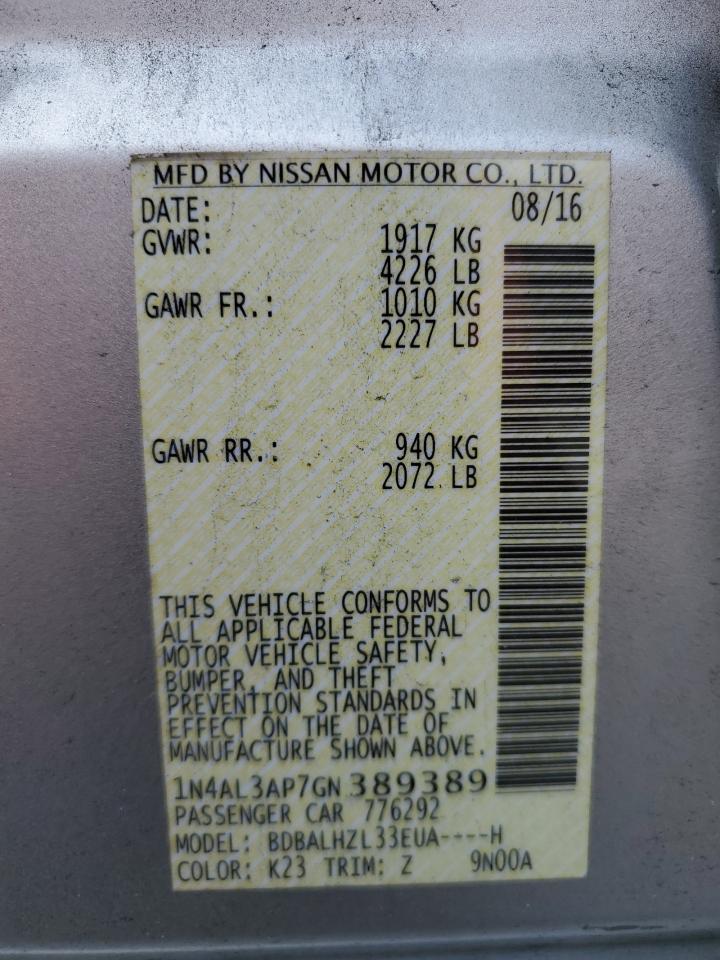 MFD BY NISSAN MOTOR CO., LTD.
DATE: 08/16
GVWR: 1917 KG
4226 LB
GAWR FR.: 1010 KG
2227 LB
GAWR RR.: 940 KG
2072 LB
THIS VEHICLE CONFORMS TO
ALL APPLICABLE FEDERAL
MOTOR VEHICLE SAFETY,
BUMPER, AND THEFT
PREVENTION STANDARDS IN
EFFECT ON THE DATE OF
MANUFACTURE SHOWN ABOVE.
1N4AL3AP7GN389389
PASSENGER CAR 776292
MODEL: BDBALHZL33EUA----H
COLOR: K23 TRIM: Z 9N00A